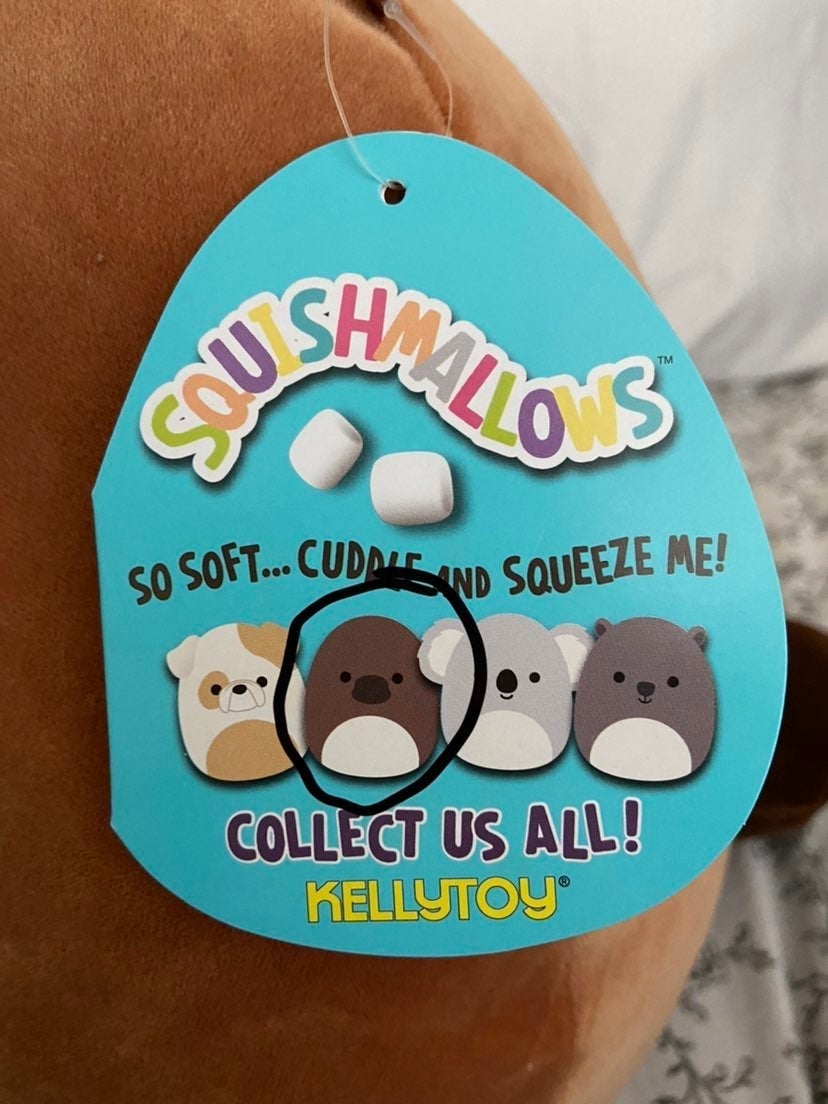 SQUISHMALLOWS™
SO SOFT... CUDDLE AND SQUEEZE ME!
COLLECT US ALL!
KELLYTOY®